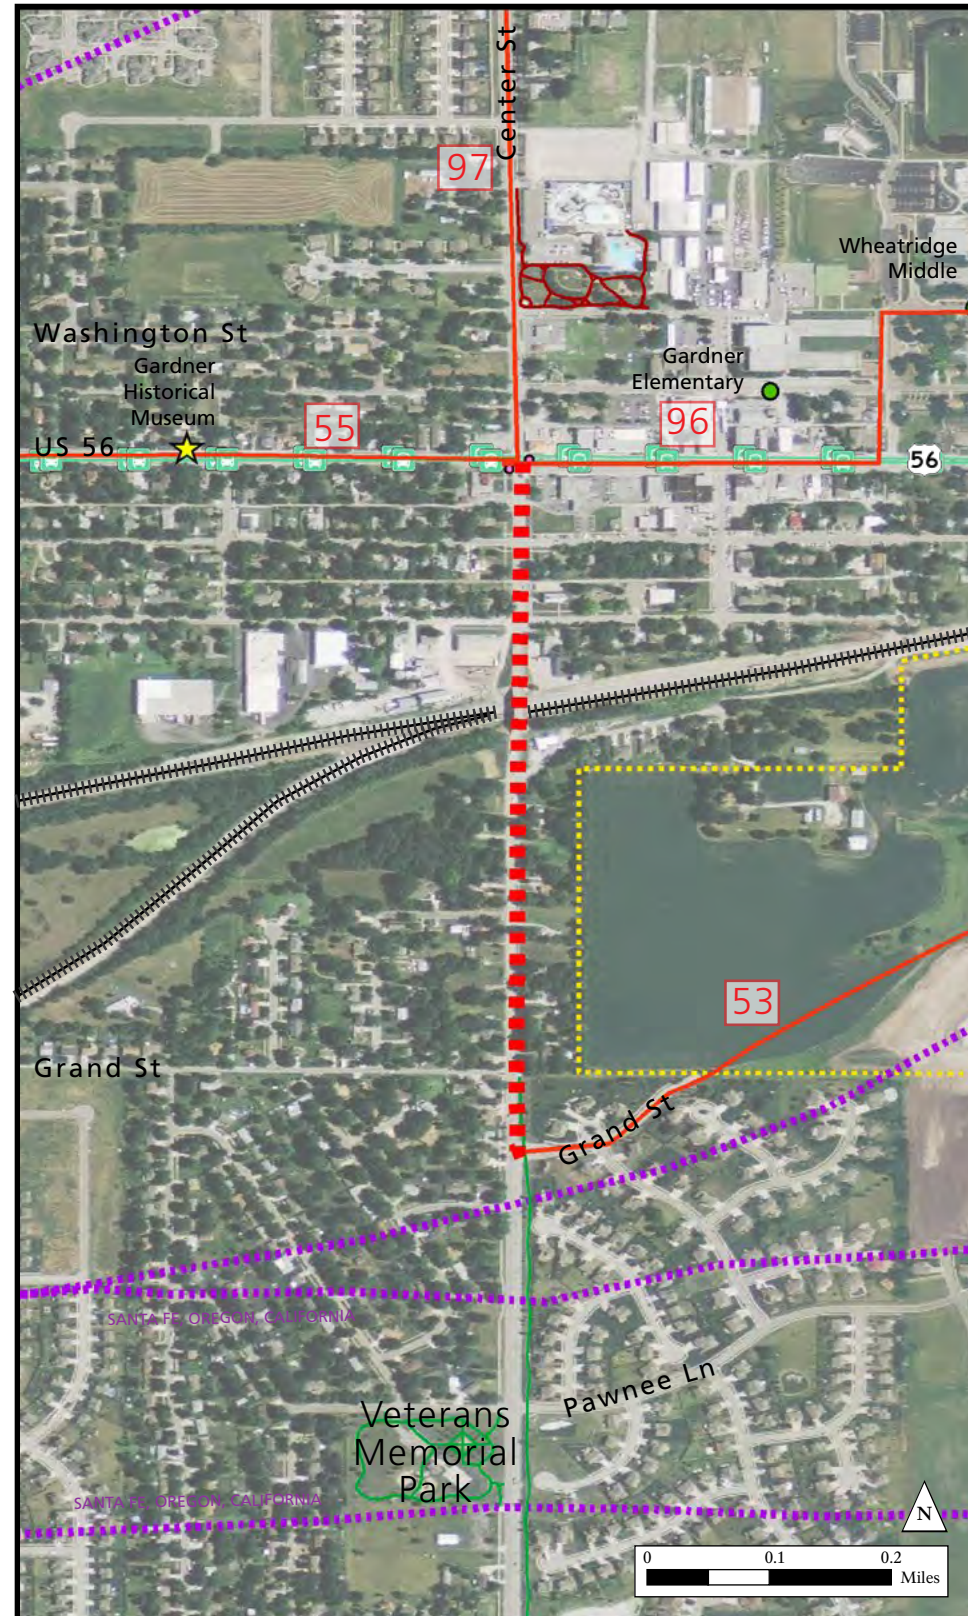 Center St
97
Wheatridge
Middle
Washington St
Gardner
Historical
Museum
Gardner
Elementary
55
96
US 56
56
53
Grand St
Grand St
SANTA FE, OREGON, CALIFORNIA
Pawnee Ln
Veterans
Memorial
Park
SANTA FE, OREGON, CALIFORNIA
N
0 0.1 0.2
Miles